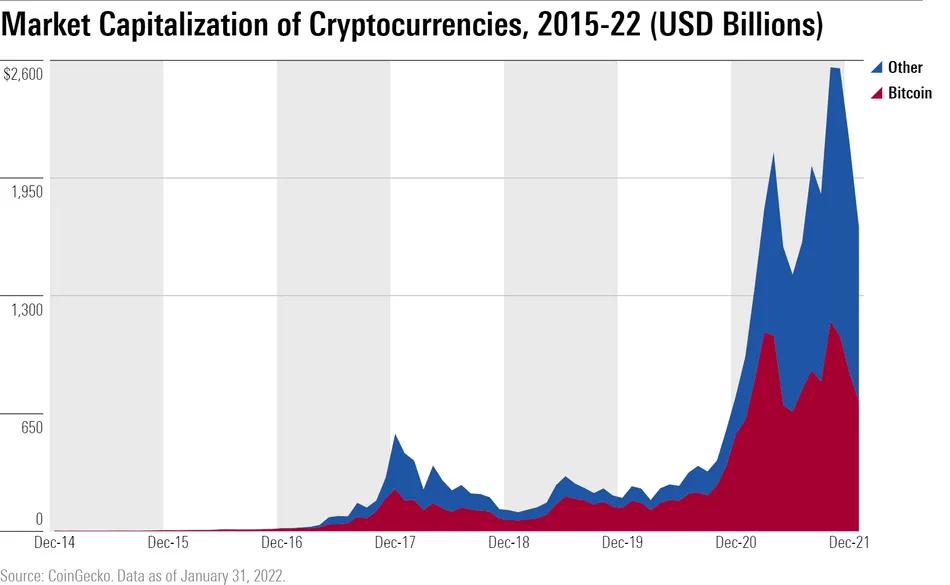 Market Capitalization of Cryptocurrencies, 2015-22 (USD Billions)
Other
Bitcoin
$2,600
1,950
1,300
650
0
Dec-14 Dec-15 Dec-16 Dec-17 Dec-18 Dec-19 Dec-20 Dec-21
Source: CoinGecko. Data as of January 31, 2022.